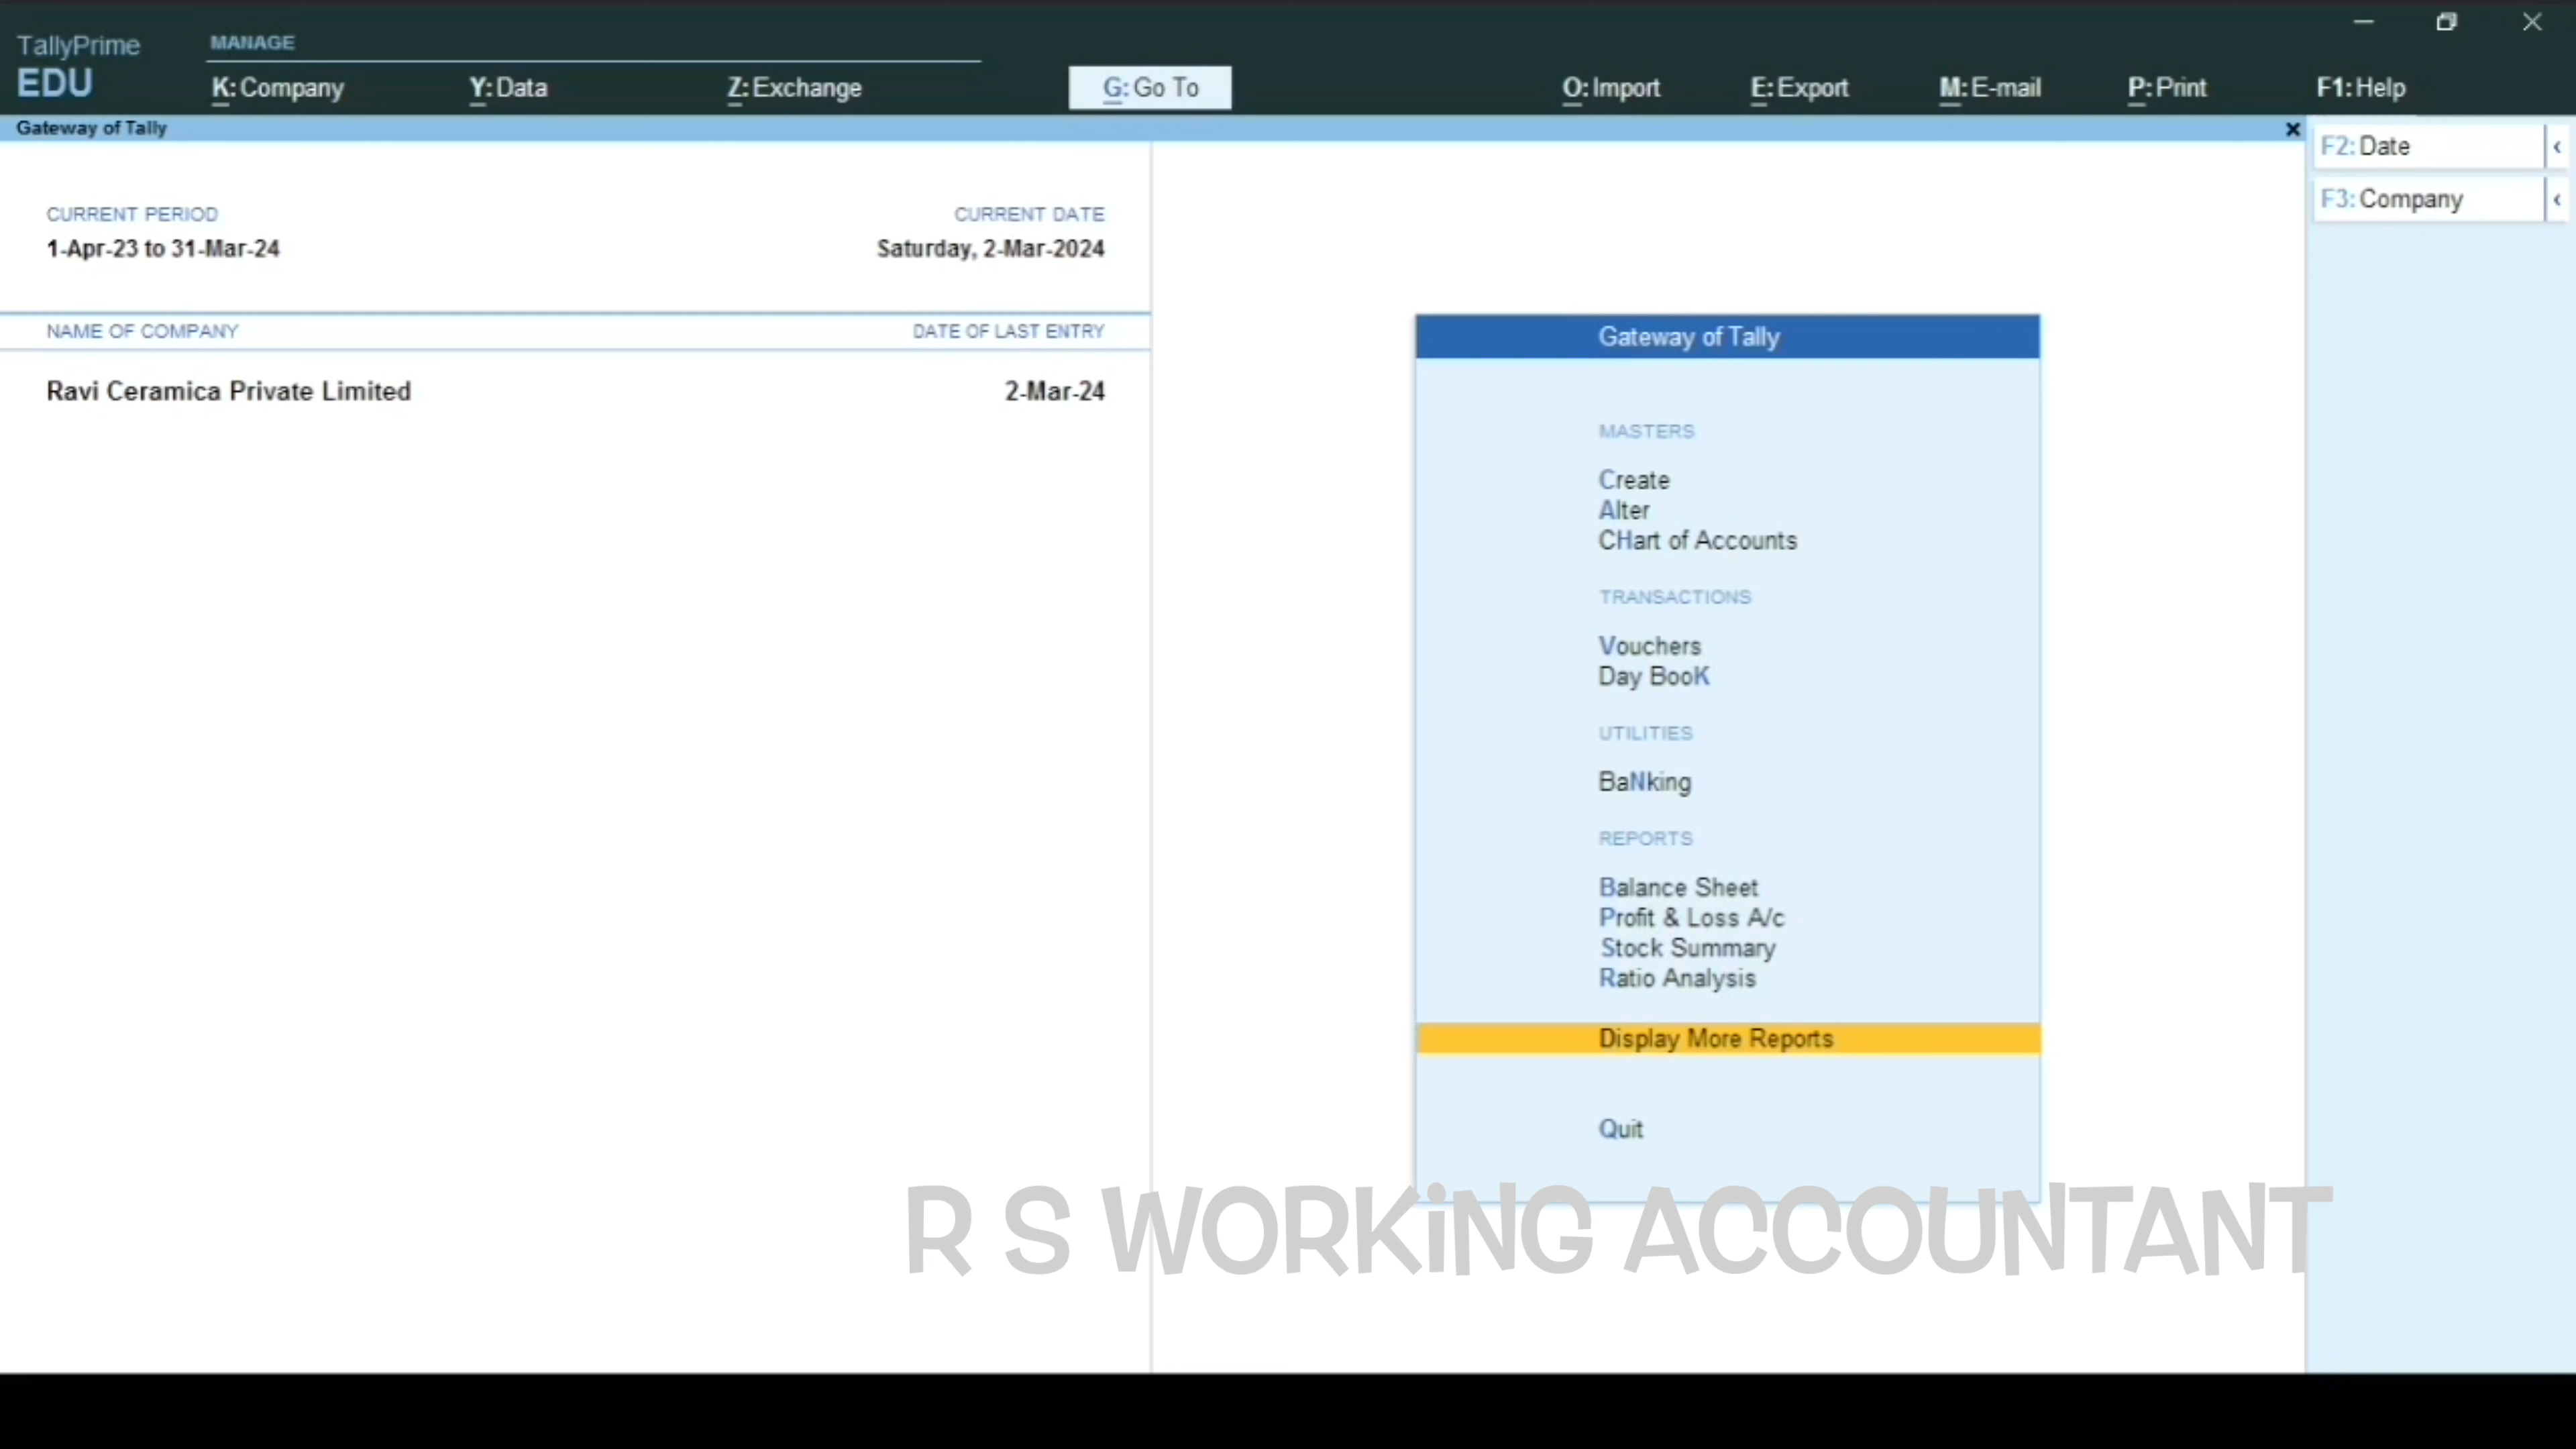 TallyPrime
EDU
MANAGE
K: Company
Y: Data
Z: Exchange
G: Go To
O: Import
E: Export
M: E-mail
P: Print
F1: Help
Gateway of Tally
F2: Date
F3: Company
CURRENT PERIOD
CURRENT DATE
1-Apr-23 to 31-Mar-24
Saturday, 2-Mar-2024
NAME OF COMPANY
DATE OF LAST ENTRY
Ravi Ceramica Private Limited
2-Mar-24
Gateway of Tally
MASTERS
Create
Alter
CHart of Accounts
TRANSACTIONS
Vouchers
Day BooK
UTILITIES
BaNking
REPORTS
Balance Sheet
Profit & Loss A/c
Stock Summary
Ratio Analysis
Display More Reports
Quit
R S WORKiNG ACCOUNTANT